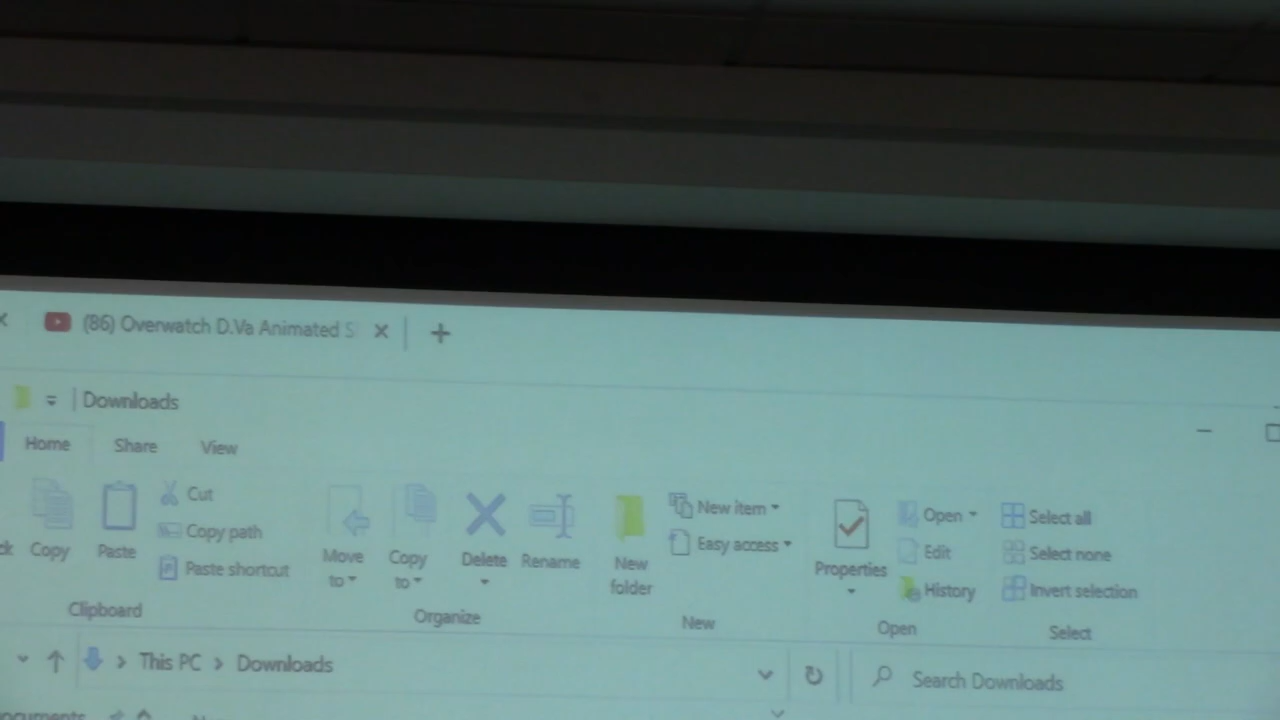 (86) Overwatch D.Va Animated S
Downloads
Home Share View
Copy
Paste
Cut
Copy path
Paste shortcut
Clipboard
Move to
Copy to
Delete
Rename
Organize
New folder
New item
Easy access
New
Properties
Open
Edit
History
Open
Select all
Select none
Invert selection
Select
This PC > Downloads
Search Downloads